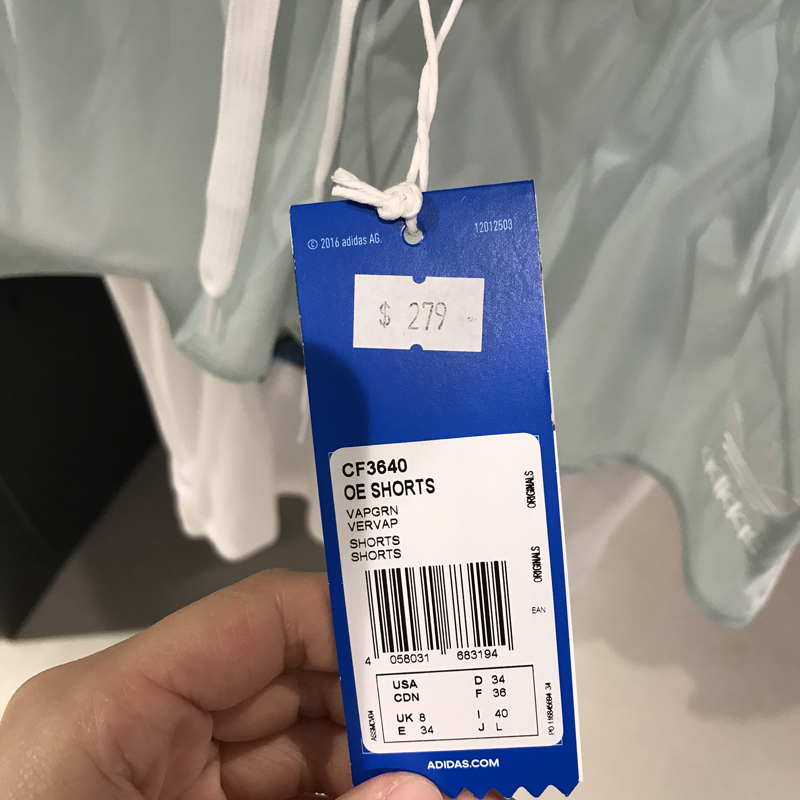 © 2016 adidas AG.
12012503
$ 279 -
CF3640
OE SHORTS
VAPGRN
VERVAP
SHORTS
SHORTS
ORIGINALS
ORIGINALS
EAN
4 058031 683194
USA
CDN
UK 8
E 34
D 34
F 36
I 40
J L
ADIDAS.COM
adidas